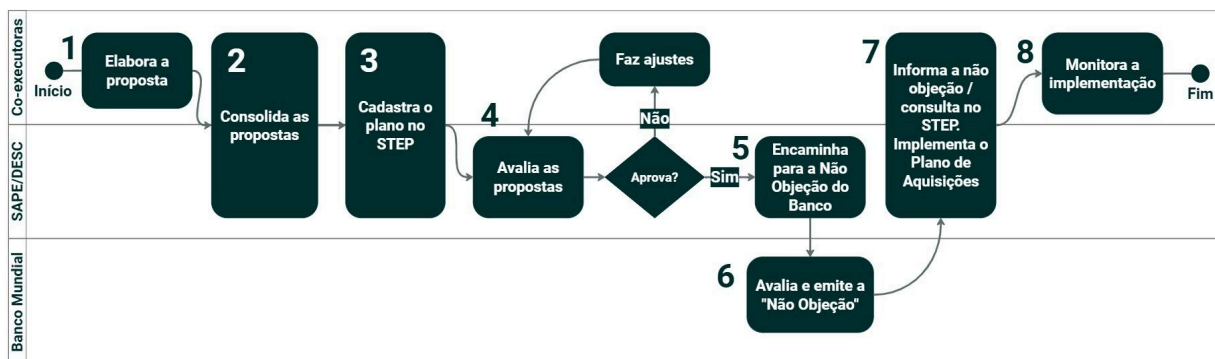 Co-executoras
Início
1
Elabora a
proposta
2
Consolida as
propostas
3
Cadastra o
plano no
STEP
4
Avalia as
propostas
Faz ajustes
Não
Aprova?
Sim
5
Encaminha
para a Não
Objeção do
Banco
7
Informa a não
objeção /
consulta no
STEP.
Implementa o
Plano de
Aquisições
8
Monitora a
implementação
Fim
SAPE/DESC
Banco Mundial
6
Avalia e emite a
"Não Objeção"